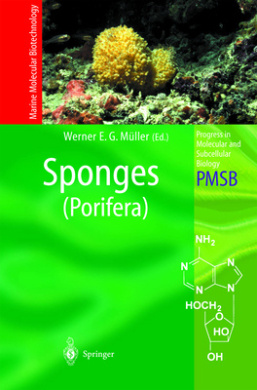 Marine Molecular Biotechnology
Werner E. G. Müller (Ed.)
Sponges
(Porifera)
Progress in
Molecular and
Subcellular
Biology
PMSB
NH₂
N
N
N
N
HOCH₂
O
HO
OH
Springer